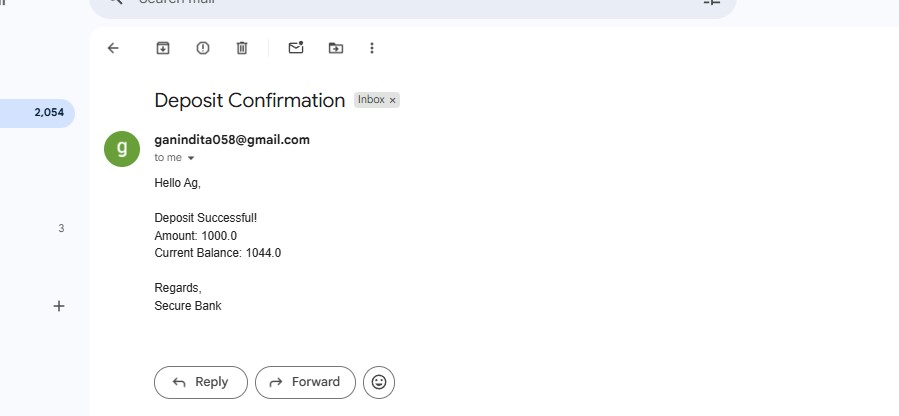 2,054
3
Deposit Confirmation Inbox ×
ganindita058@gmail.com
to me
Hello Ag,
Deposit Successful!
Amount: 1000.0
Current Balance: 1044.0
Regards,
Secure Bank
Reply Forward